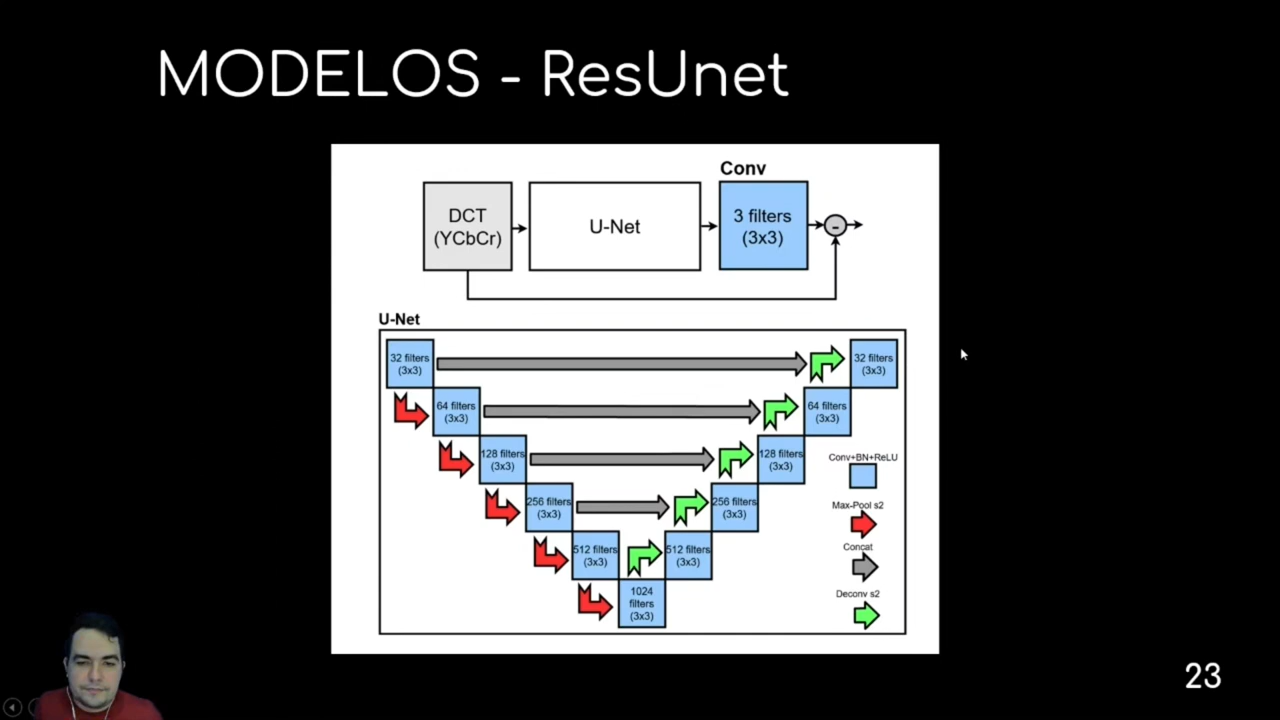 MODELOS - ResUnet
Conv
DCT
(YCbCr)
U-Net
3 filters
(3x3)
-
U-Net
32 filters
(3x3)
32 filters
(3x3)
64 filters
(3x3)
64 filters
(3x3)
128 filters
(3x3)
128 filters
(3x3)
Conv+BN+ReLU
256 filters
(3x3)
256 filters
(3x3)
Max-Pool s2
512 filters
(3x3)
512 filters
(3x3)
Concat
1024
filters
(3x3)
Deconv s2
23